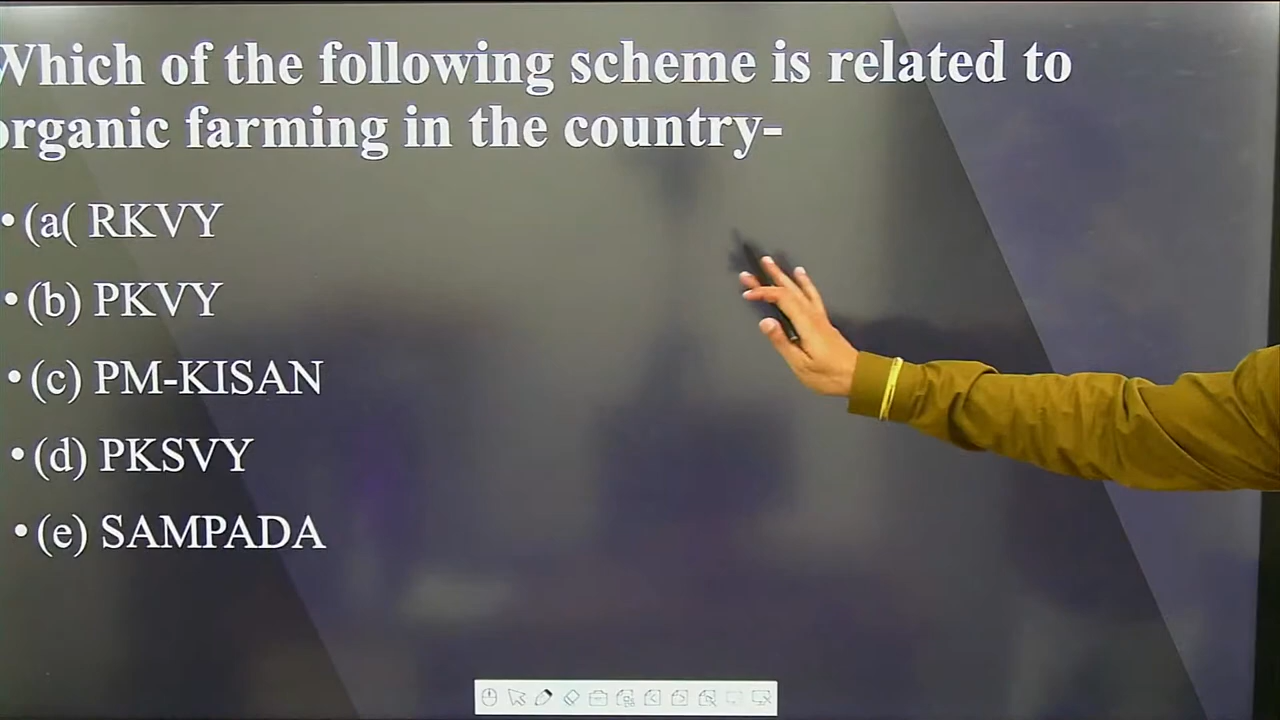 Which of the following scheme is related to
organic farming in the country-
• (a( RKVY
• (b) PKVY
• (c) PM-KISAN
• (d) PKSVY
• (e) SAMPADA